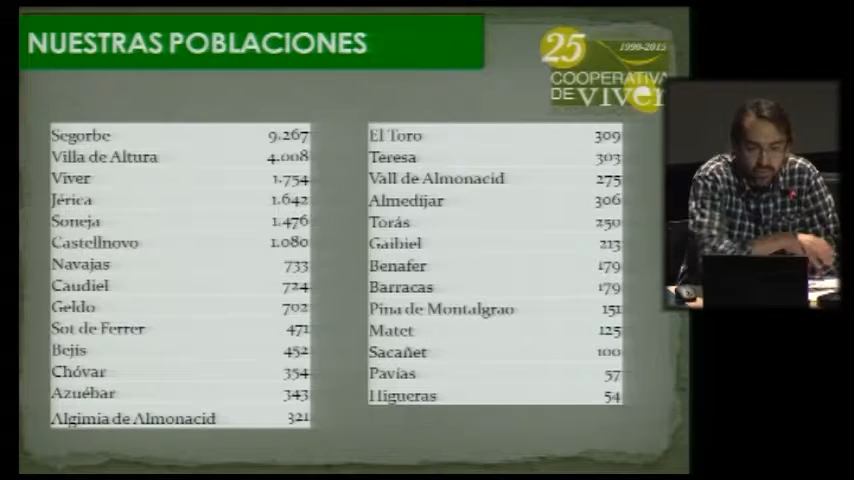 NUESTRAS POBLACIONES
25 1990-2015
COOPERATIVA
DE viver
Segorbe 9.267
Villa de Altura 4.008
Viver 1.754
Jérica 1.642
Soneja 1.476
Castellnovo 1.080
Navajas 733
Caudiel 724
Geldo 702
Sot de Ferrer 471
Bejís 452
Chóvar 354
Azuébar 343
Algimia de Almonacid 321
El Toro 309
Teresa 303
Vall de Almonacid 275
Almedíjar 306
Torás 250
Gaibiel 213
Benafer 179
Barracas 179
Pina de Montalgrao 151
Matet 125
Sacañet 100
Pavías 57
Higueras 54